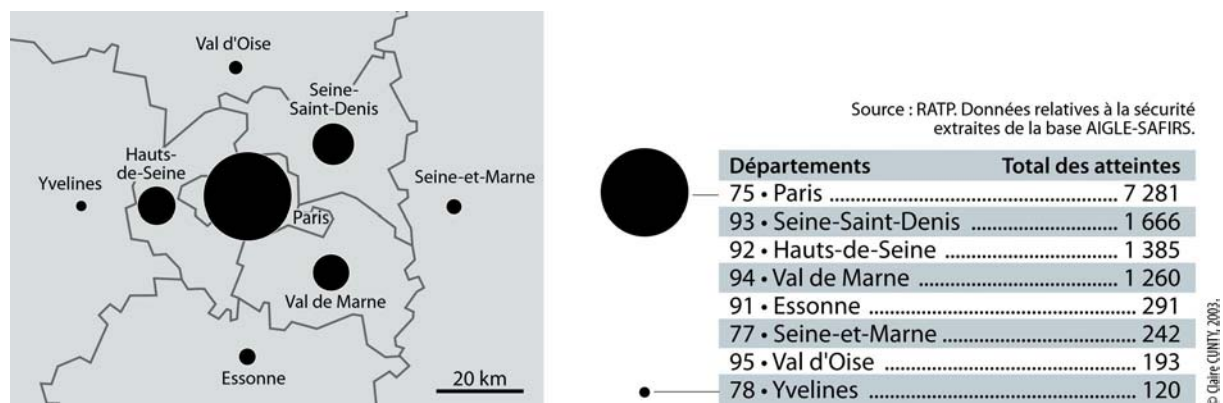 Val d'Oise
Seine-
Saint-Denis
Hauts-
de-Seine
Yvelines
Seine-et-Marne
Paris
Val de Marne
Essonne
20 km
Source : RATP. Données relatives à la sécurité
extraites de la base AIGLE-SAFIRS.
Départements Total des atteintes
75 • Paris ................................................ 7 281
93 • Seine-Saint-Denis ........................ 1 666
92 • Hauts-de-Seine ............................. 1 385
94 • Val de Marne ................................. 1 260
91 • Essonne .......................................... 291
77 • Seine-et-Marne ............................... 242
95 • Val d'Oise ........................................ 193
78 • Yvelines ........................................... 120
© Claire CUNTY, 2003.